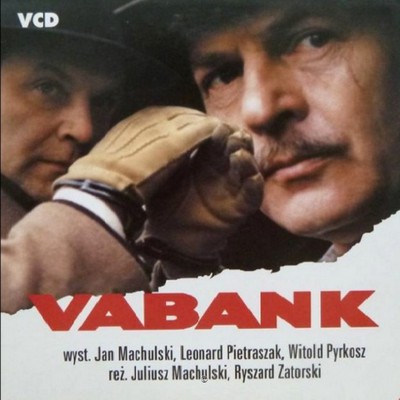 VCD
VABANK
wyst. Jan Machulski, Leonard Pietraszak, Witold Pyrkosz
reż. Juliusz Machulski, Ryszard Zatorski